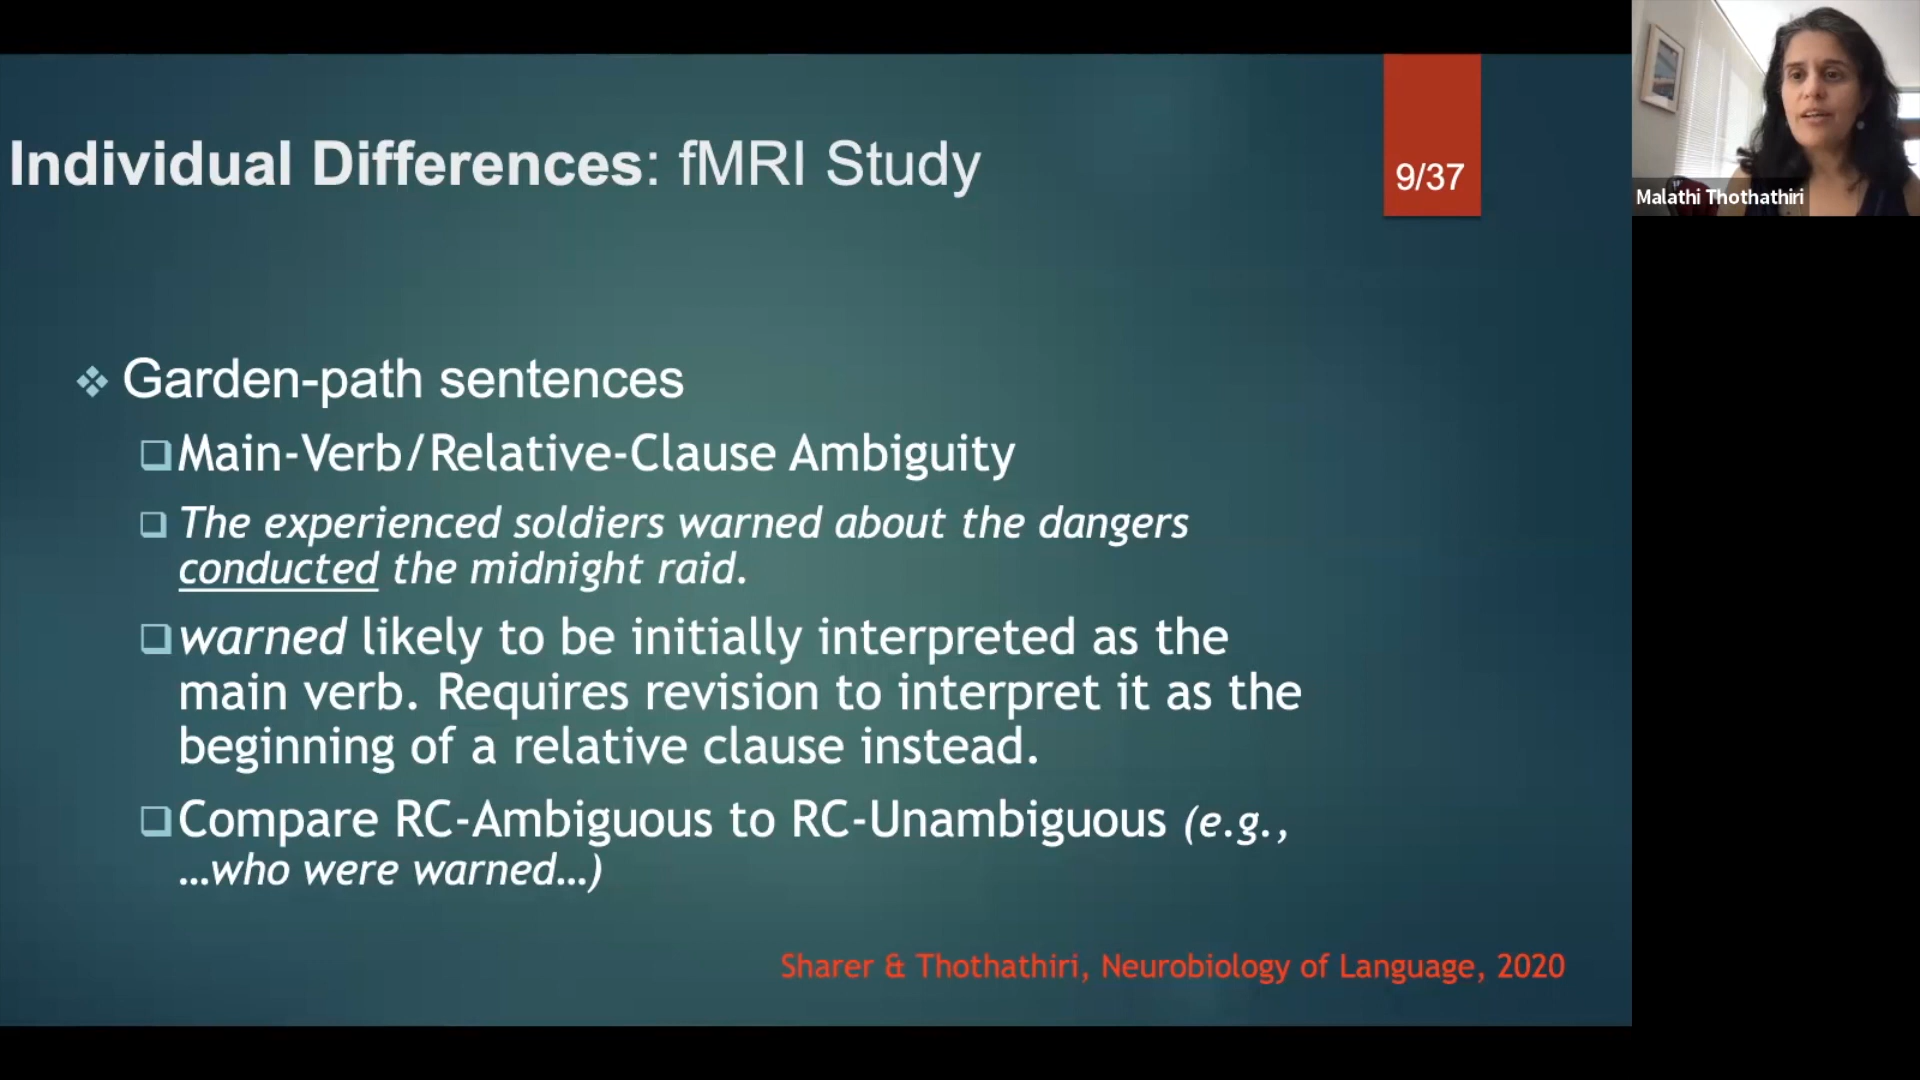 Individual Differences: fMRI Study
9/37
Malathi Thothathiri
Garden-path sentences
Main-Verb/Relative-Clause Ambiguity
The experienced soldiers warned about the dangers
conducted the midnight raid.
warned likely to be initially interpreted as the
main verb. Requires revision to interpret it as the
beginning of a relative clause instead.
Compare RC-Ambiguous to RC-Unambiguous (e.g.,
…who were warned…)
Sharer & Thothathiri, Neurobiology of Language, 2020